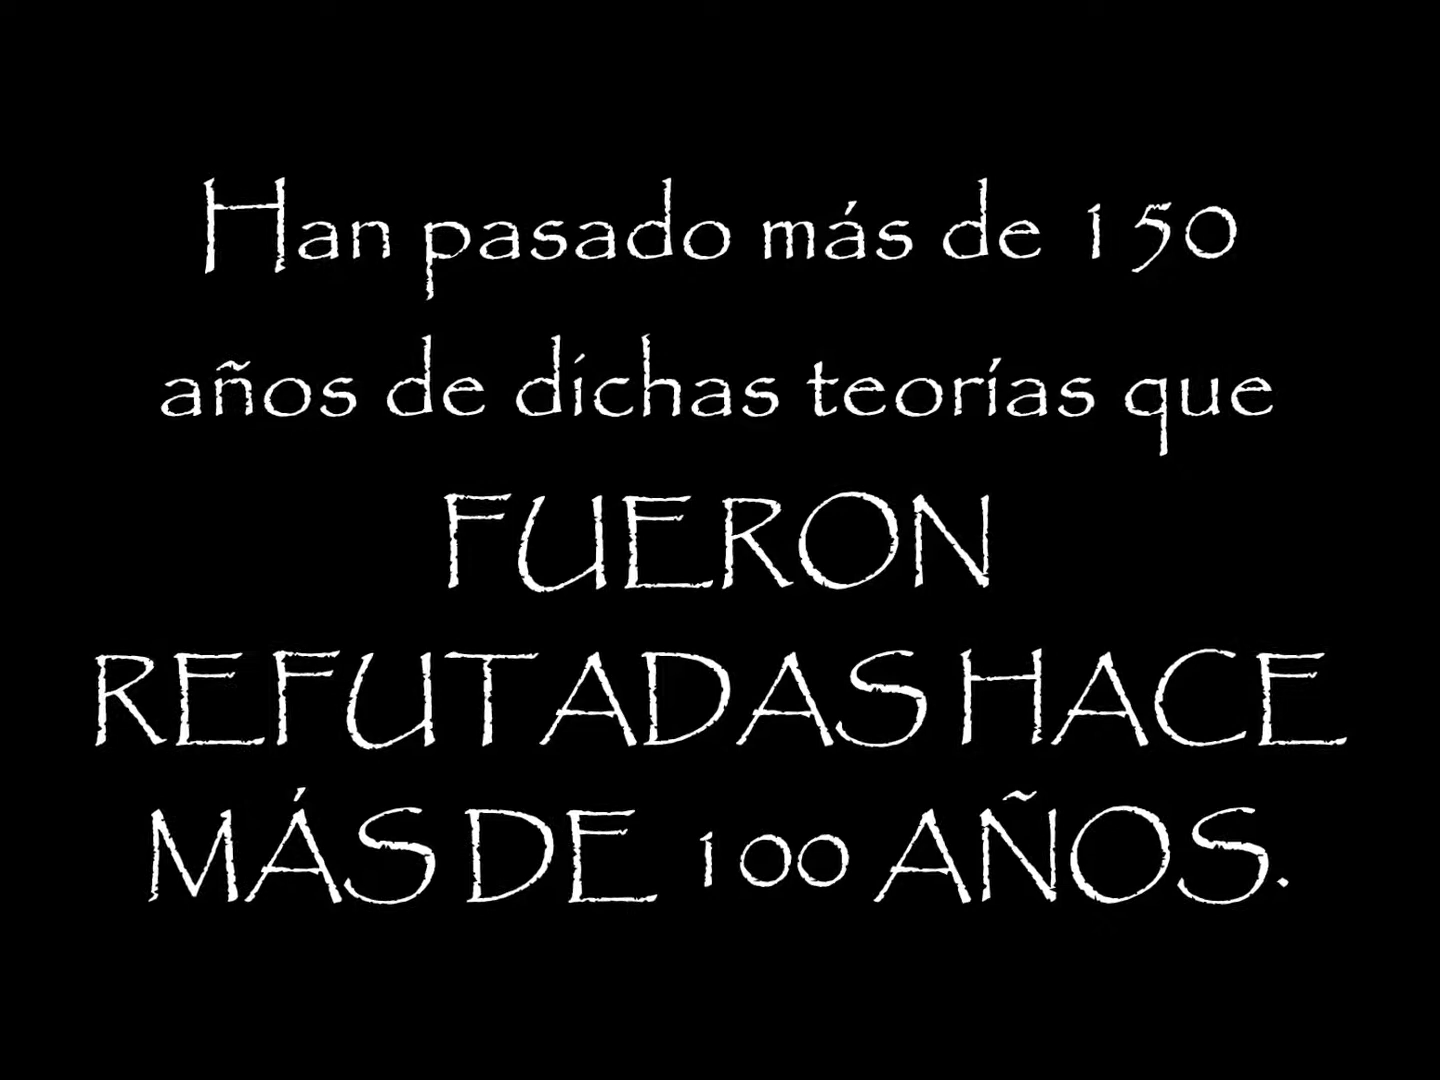 Han pasado más de 150
años de dichas teorías que
FUERON
REFUTADAS HACE
MÁS DE 100 AÑOS.